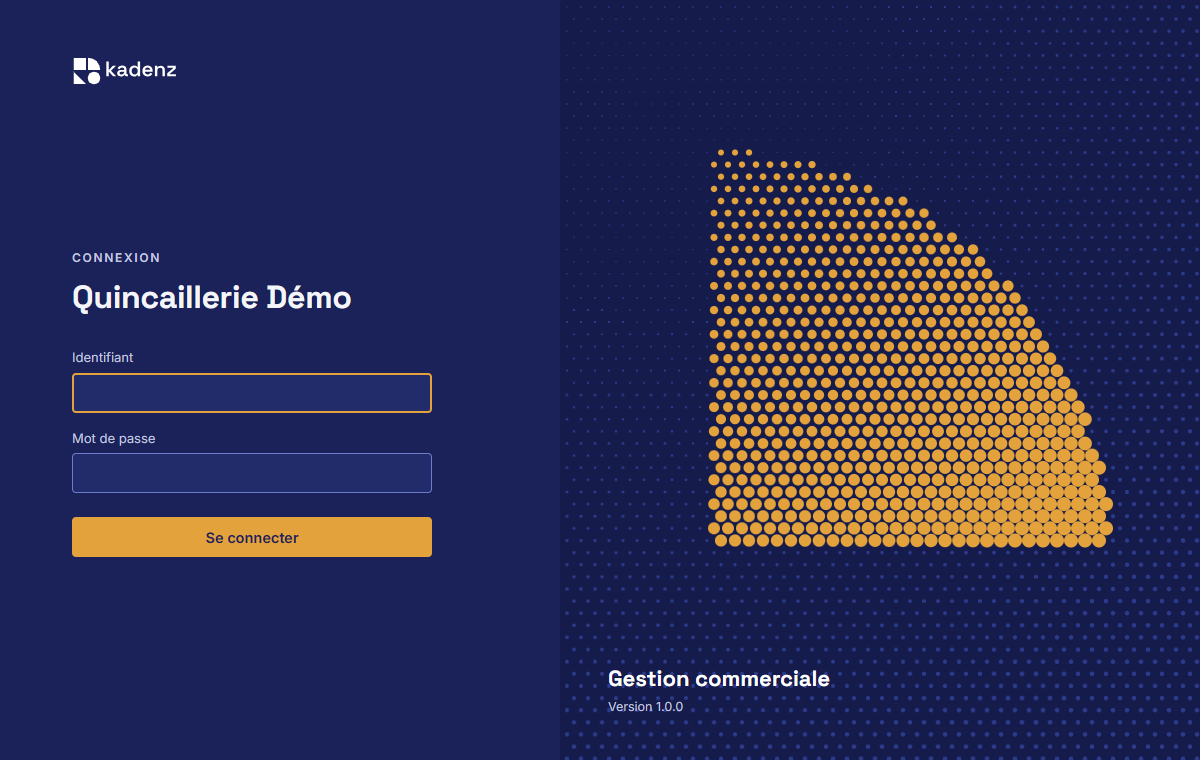 kadenz
CONNEXION
Quincaillerie Démo
Identifiant
Mot de passe
Se connecter
Gestion commerciale
Version 1.0.0